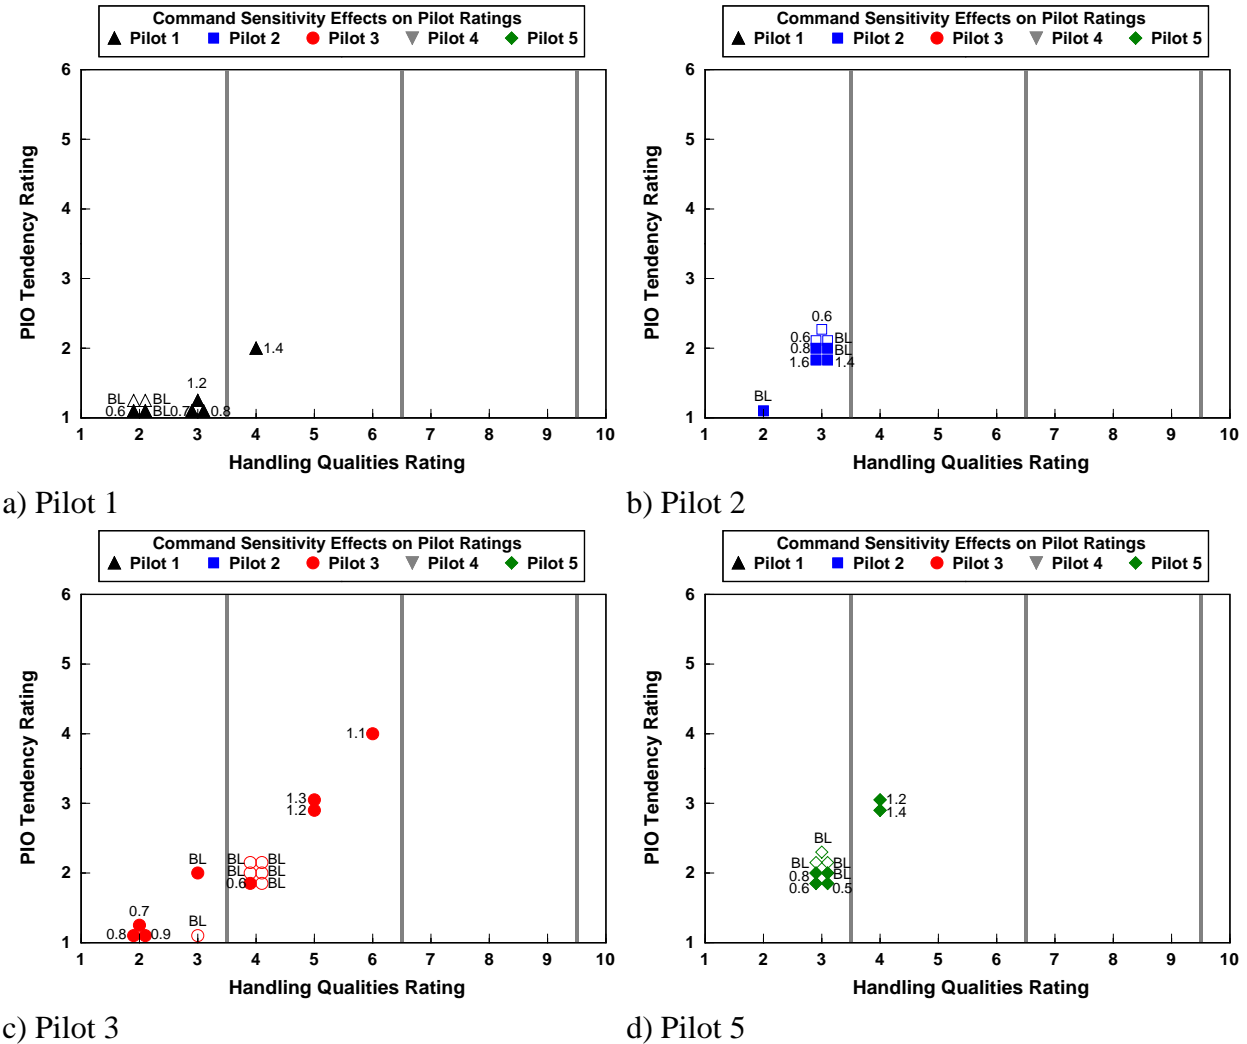 Command Sensitivity Effects on Pilot Ratings
Pilot 1 Pilot 2 Pilot 3 Pilot 4 Pilot 5
6
5
4
3
2
1
PIO Tendency Rating
1.4
1.2
BL BL
0.6 BL 0.7 0.8
1 2 3 4 5 6 7 8 9 10
Handling Qualities Rating
a) Pilot 1
Command Sensitivity Effects on Pilot Ratings
Pilot 1 Pilot 2 Pilot 3 Pilot 4 Pilot 5
6
5
4
3
2
1
PIO Tendency Rating
0.6
0.6 BL
0.8 BL
1.6 1.4
BL
1 2 3 4 5 6 7 8 9 10
Handling Qualities Rating
b) Pilot 2
Command Sensitivity Effects on Pilot Ratings
Pilot 1 Pilot 2 Pilot 3 Pilot 4 Pilot 5
6
5
4
3
2
1
PIO Tendency Rating
1.1
1.3
1.2
BL BL BL
BL BL
0.6 BL
0.7
0.8 0.9
BL
1 2 3 4 5 6 7 8 9 10
Handling Qualities Rating
c) Pilot 3
Command Sensitivity Effects on Pilot Ratings
Pilot 1 Pilot 2 Pilot 3 Pilot 4 Pilot 5
6
5
4
3
2
1
PIO Tendency Rating
1.2
1.4
BL
BL BL
0.8 BL
0.6 0.5
1 2 3 4 5 6 7 8 9 10
Handling Qualities Rating
d) Pilot 5